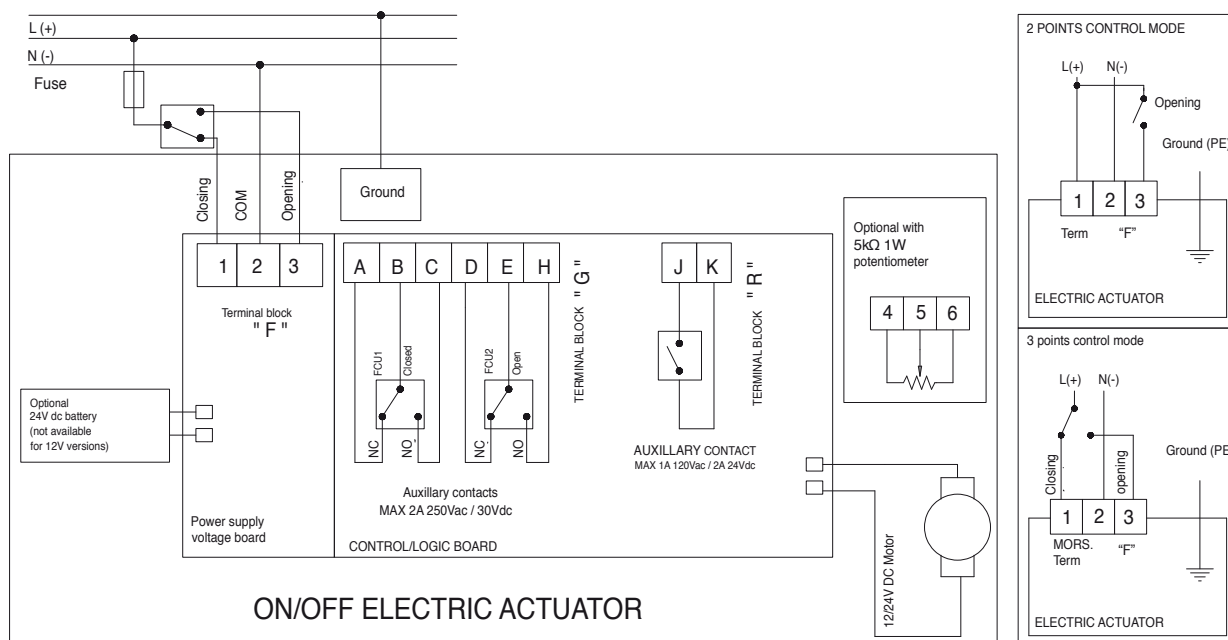 L (+)
N (-)
Fuse
Closing
COM
Opening
Ground
1 2 3
Terminal block
" F "
A B C D E H
TERMINAL BLOCK " G "
J K
TERMINAL BLOCK " R "
Optional with
5kΩ 1W
potentiometer
4 5 6
FCU1
Closed
FCU2
Open
NC
NO
NC
NO
Optional
24V dc battery
(not available
for 12V versions)
Auxillary contacts
MAX 2A 250Vac / 30Vdc
AUXILLARY CONTACT
MAX 1A 120Vac / 2A 24Vdc
Power supply
voltage board
CONTROL/LOGIC BOARD
12/24V DC Motor
ON/OFF ELECTRIC ACTUATOR
2 POINTS CONTROL MODE
L(+) N(-)
Opening
Ground (PE)
1 2 3
Term "F"
ELECTRIC ACTUATOR
3 points control mode
L(+) N(-)
Ground (PE
Closing
opening
1 2 3
MORS.
Term "F"
ELECTRIC ACTUATOR